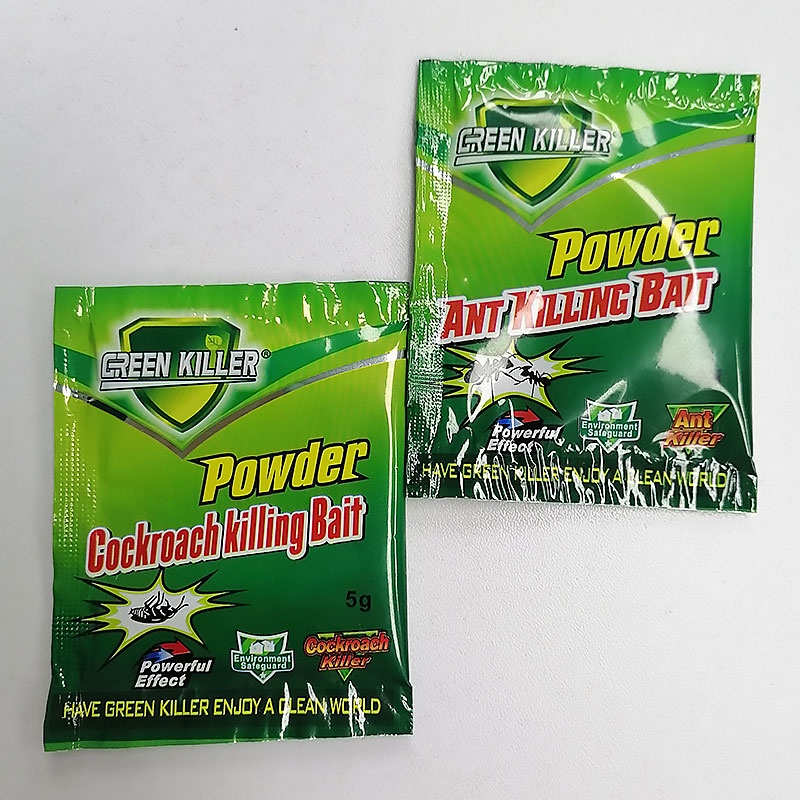 GREEN KILLER®
Powder
ANT KILLING BAIT
Powerful
Effect
Environment
Safeguard
Ant
Killer
HAVE GREEN KILLER ENJOY A CLEAN WORLD
GREEN KILLER®
Powder
Cockroach killing Bait
5g
Powerful
Effect
Environment
Safeguard
Cockroach
Killer
HAVE GREEN KILLER ENJOY A CLEAN WORLD